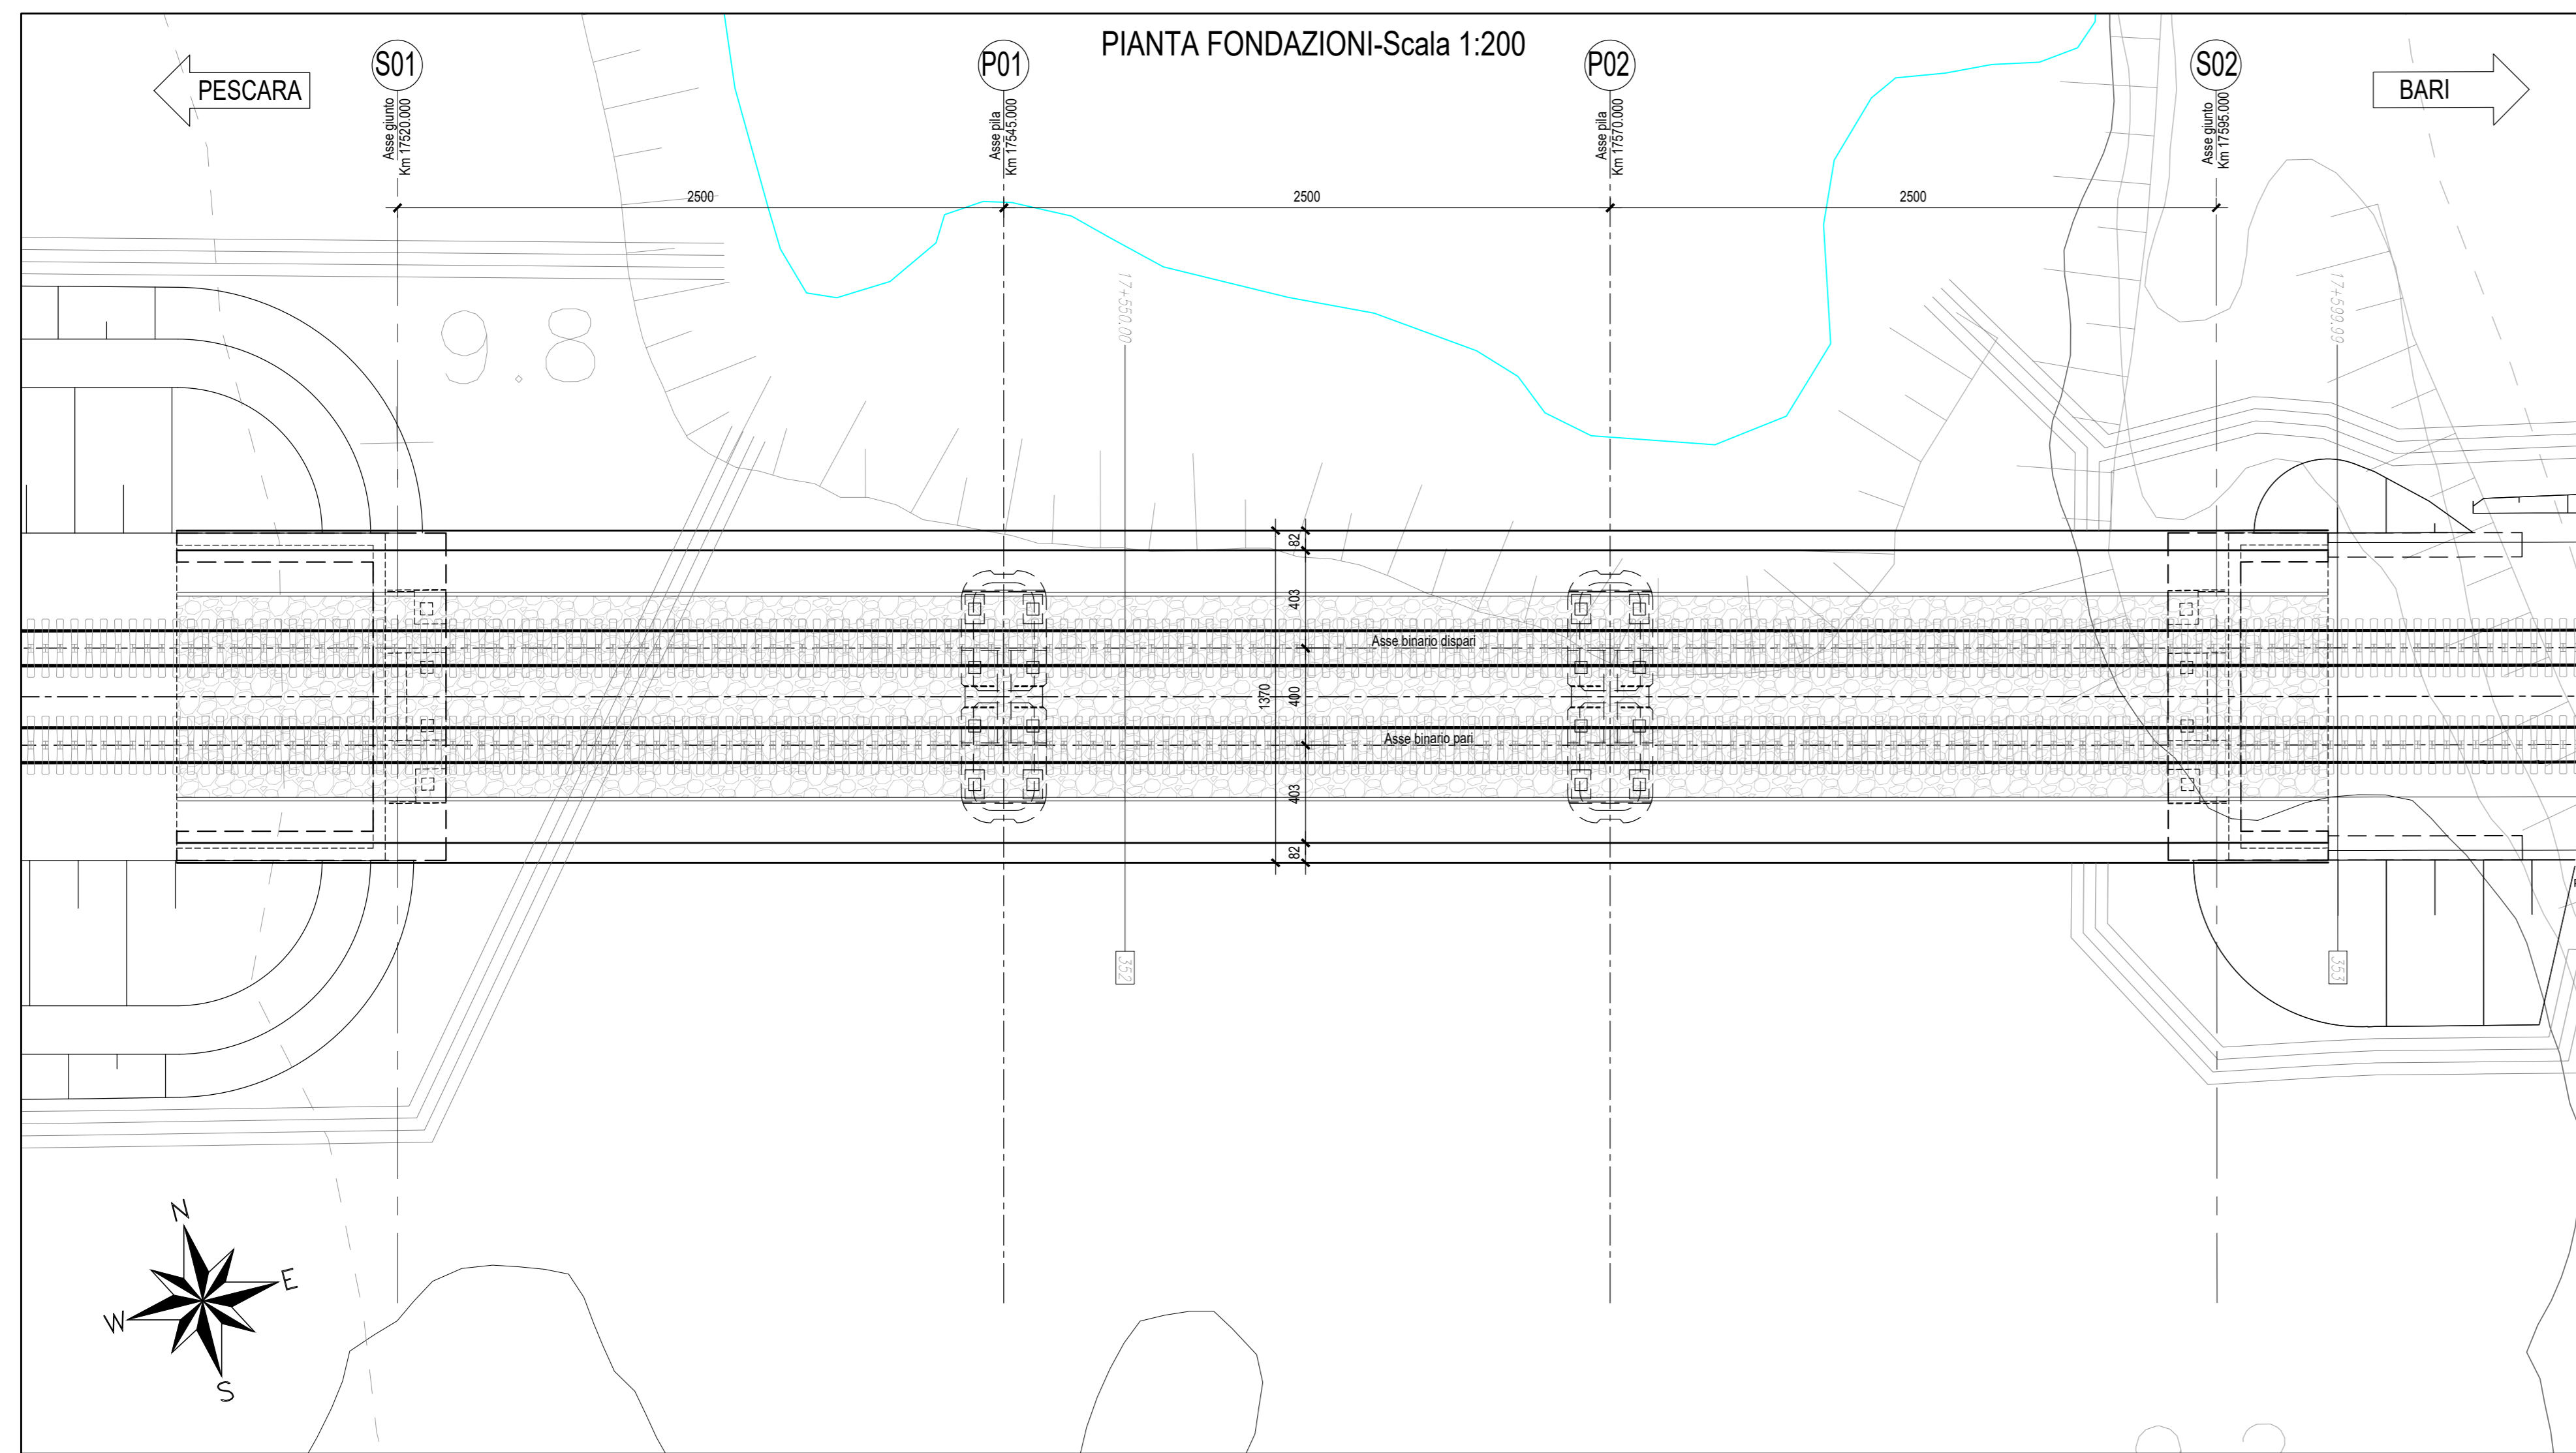 PIANTA FONDAZIONI-Scala 1:200
PESCARA
S01
P01
P02
S02
BARI
Asse giunto
Km 17520.000
Asse pila
Km 17545.000
Asse pila
Km 17570.000
Asse giunto
Km 17595.000
2500
2500
2500
17+550.00
17+599.99
9.8
82
403
Asse binario dispari
1370
400
Asse binario pari
403
82
352
353
N
E
W
S